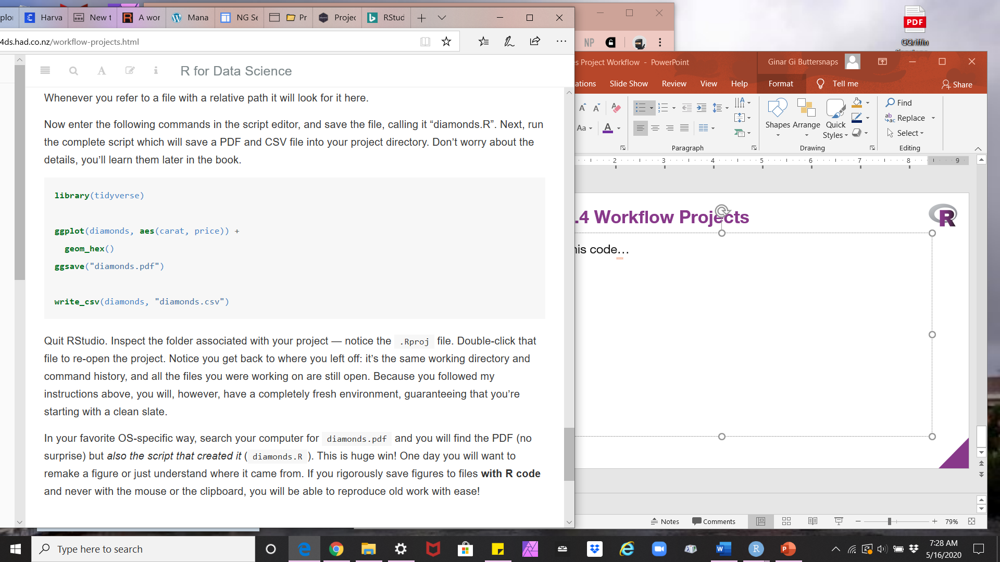 plor
Harva
New t
A wor
Mana
NG Se
Pr
Projec
RStud
4ds.had.co.nz/workflow-projects.html
NP
PDF
GGriffin
R for Data Science
Whenever you refer to a file with a relative path it will look for it here.
Now enter the following commands in the script editor, and save the file, calling it “diamonds.R”. Next, run
the complete script which will save a PDF and CSV file into your project directory. Don’t worry about the
details, you’ll learn them later in the book.
library(tidyverse)
ggplot(diamonds, aes(carat, price)) +
geom_hex()
ggsave("diamonds.pdf")
write_csv(diamonds, "diamonds.csv")
Quit RStudio. Inspect the folder associated with your project — notice the .Rproj file. Double-click that
file to re-open the project. Notice you get back to where you left off: it’s the same working directory and
command history, and all the files you were working on are still open. Because you followed my
instructions above, you will, however, have a completely fresh environment, guaranteeing that you’re
starting with a clean slate.
In your favorite OS-specific way, search your computer for diamonds.pdf and you will find the PDF (no
surprise) but also the script that created it ( diamonds.R ). This is huge win! One day you will want to
remake a figure or just understand where it came from. If you rigorously save figures to files with R code
and never with the mouse or the clipboard, you will be able to reproduce old work with ease!
s Project Workflow - PowerPoint
Ginar Gi Buttersnaps
ations Slide Show Review View Help Format Tell me
Share
Aa
A
Shapes Arrange Quick
Styles
Find
Replace
Select
Paragraph Drawing Editing
2 3 4 5 6 7 8 9
.4 Workflow Projects
R
his code…
Notes Comments 79%
Type here to search
7:28 AM
5/16/2020